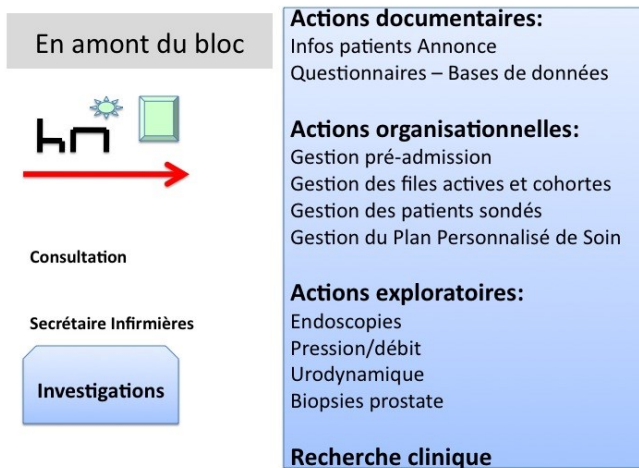 En amont du bloc
Consultation
Secrétaire Infirmières
Investigations
Actions documentaires:
Infos patients Annonce
Questionnaires – Bases de données
Actions organisationnelles:
Gestion pré-admission
Gestion des files actives et cohortes
Gestion des patients sondés
Gestion du Plan Personnalisé de Soin
Actions exploratoires:
Endoscopies
Pression/débit
Urodynamique
Biopsies prostate
Recherche clinique